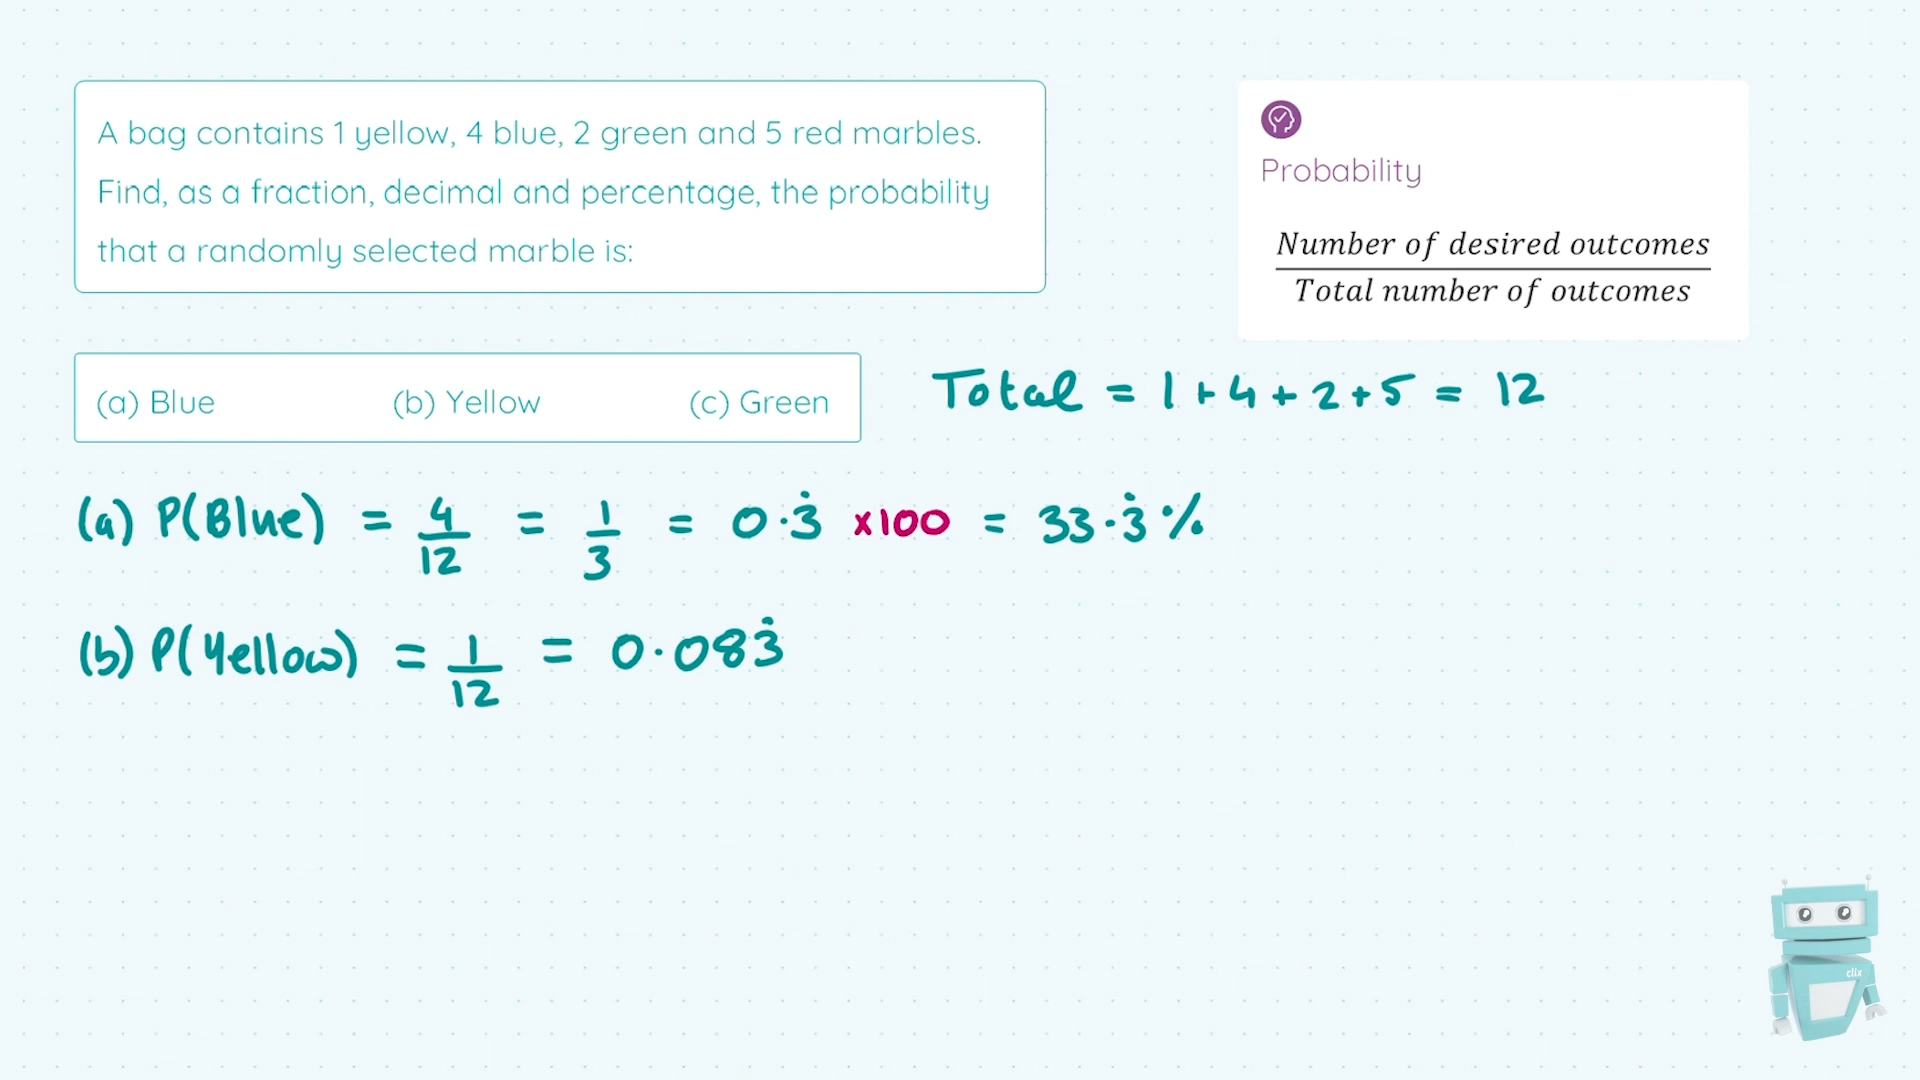 A bag contains 1 yellow, 4 blue, 2 green and 5 red marbles.
Find, as a fraction, decimal and percentage, the probability
that a randomly selected marble is:
Probability
Number of desired outcomes
Total number of outcomes
(a) Blue (b) Yellow (c) Green
Total = 1 + 4 + 2 + 5 = 12
(a) P(Blue) = 4/12 = 1/3 = 0.3̇ x100 = 33.3̇ %
(b) P(Yellow) = 1/12 = 0.083̇
clix